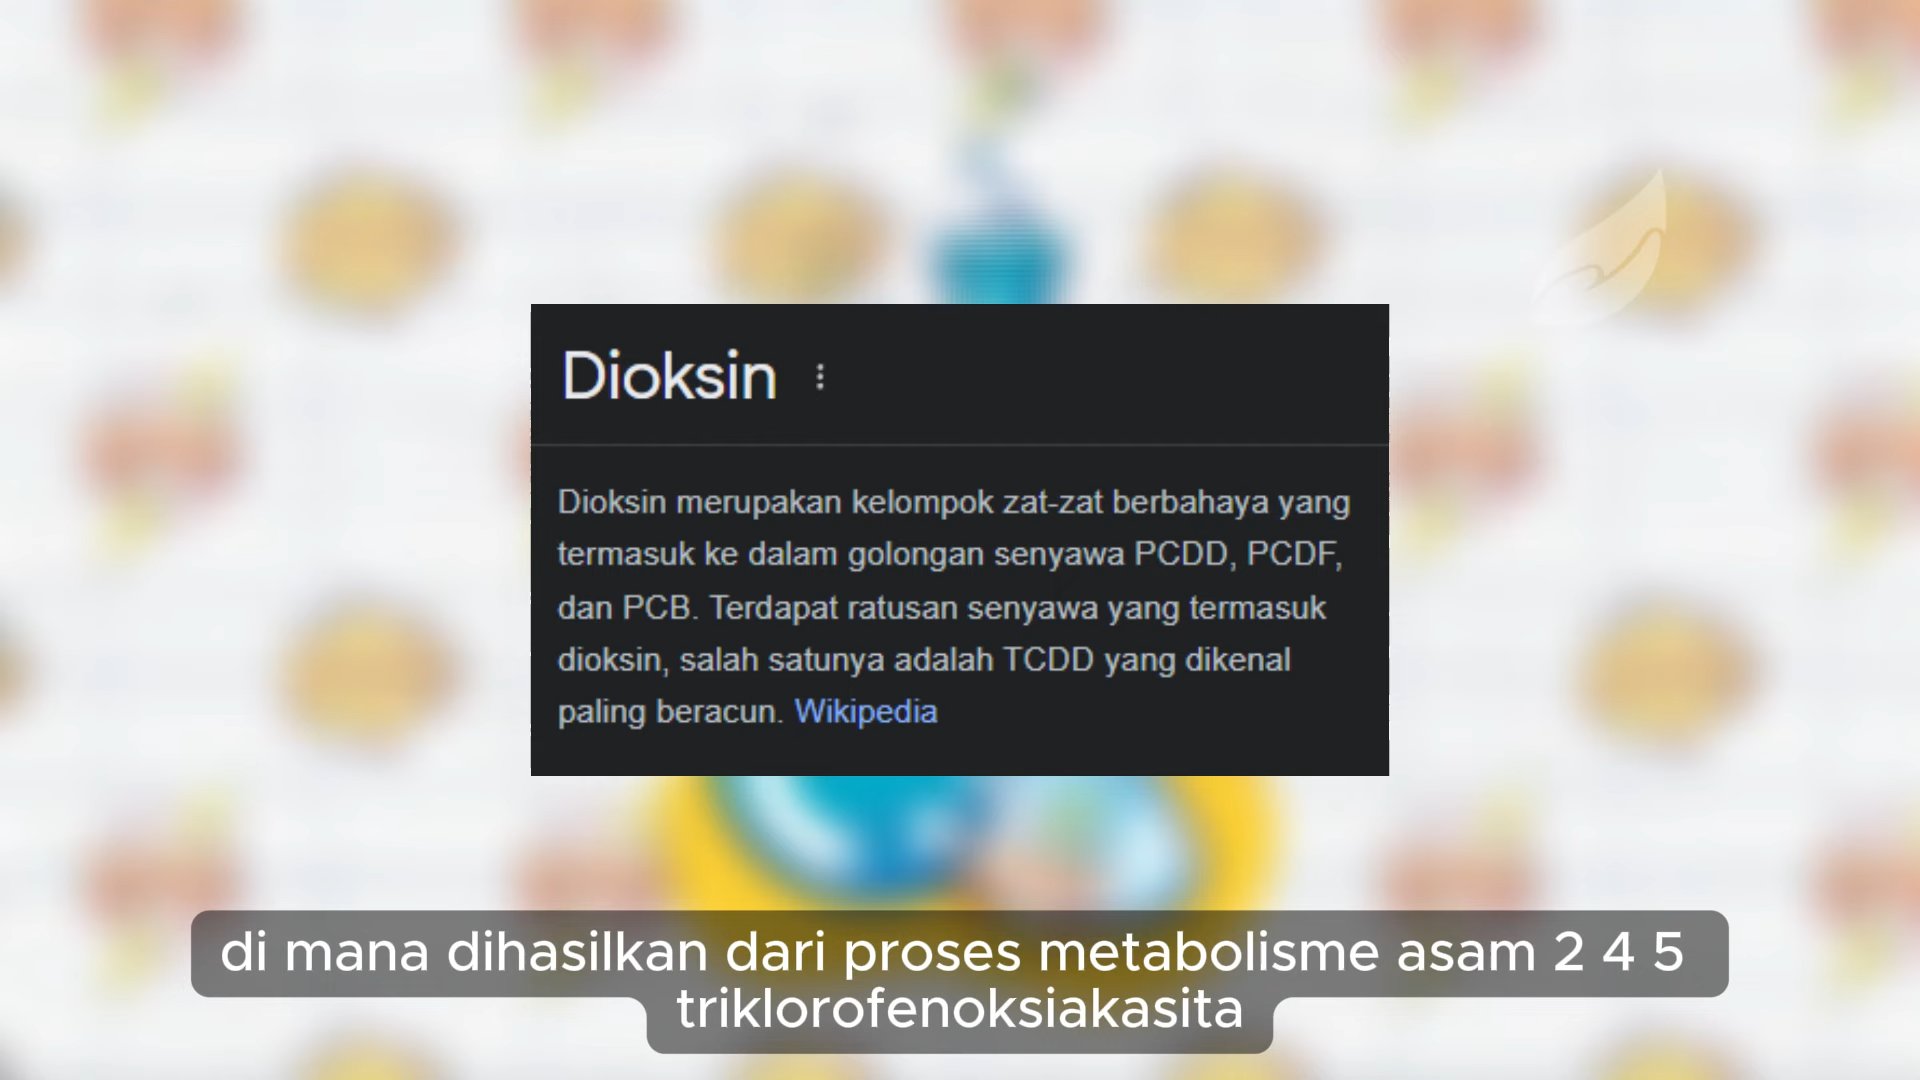 Dioksin
Dioksin merupakan kelompok zat-zat berbahaya yang
termasuk ke dalam golongan senyawa PCDD, PCDF,
dan PCB. Terdapat ratusan senyawa yang termasuk
dioksin, salah satunya adalah TCDD yang dikenal
paling beracun. Wikipedia
di mana dihasilkan dari proses metabolisme asam 2 4 5
triklorofenoksiakasita